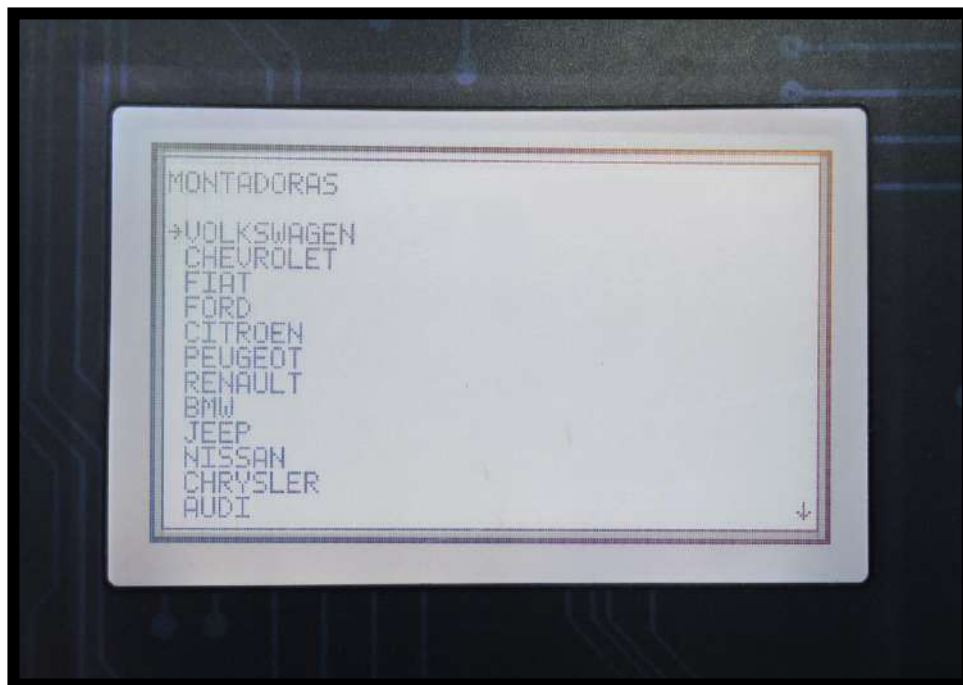 MONTADORAS
→VOLKSWAGEN
CHEVROLET
FIAT
FORD
CITROEN
PEUGEOT
RENAULT
BMW
JEEP
NISSAN
CHRYSLER
AUDI
↓